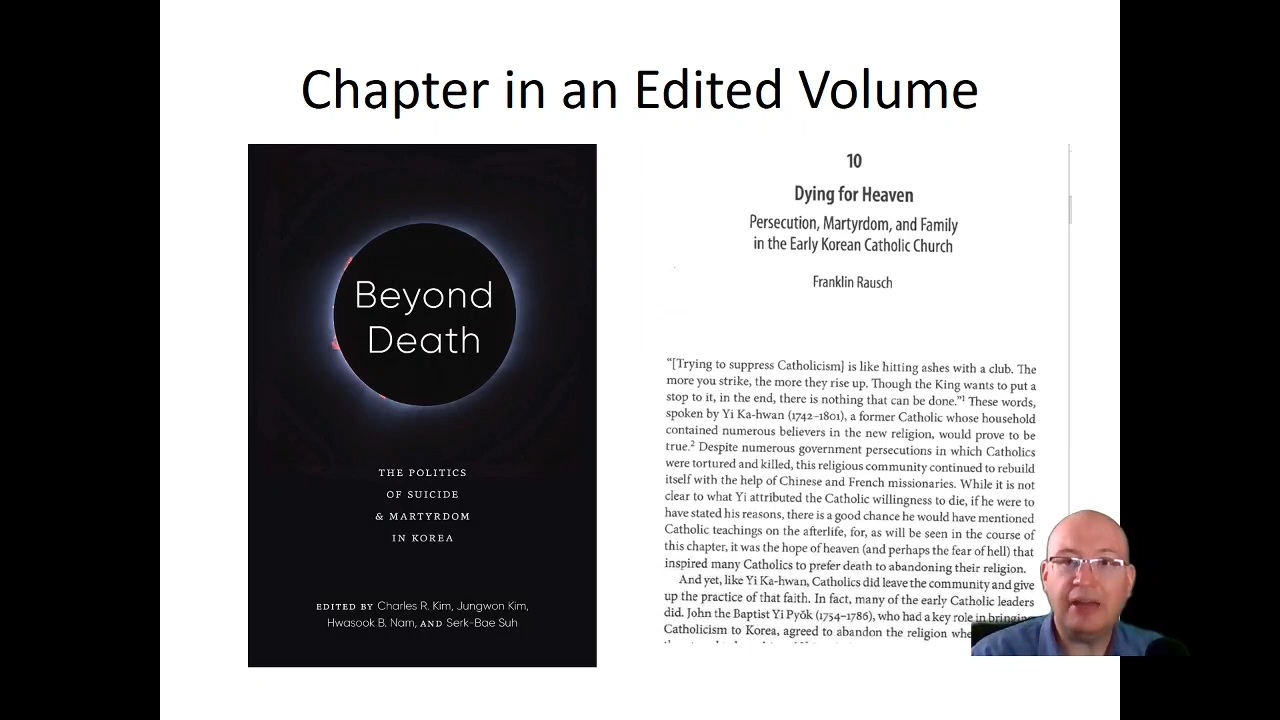 Chapter in an Edited Volume
Beyond
Death
THE POLITICS
OF SUICIDE
& MARTYRDOM
IN KOREA
EDITED BY Charles R. Kim, Jungwon Kim,
Hwasook B. Nam, AND Serk-Bae Suh
10
Dying for Heaven
Persecution, Martyrdom, and Family
in the Early Korean Catholic Church
Franklin Rausch
“[Trying to suppress Catholicism] is like hitting ashes with a club. The
more you strike, the more they rise up. Though the King wants to put a
stop to it, in the end, there is nothing that can be done.”1 These words,
spoken by Yi Ka-hwan (1742–1801), a former Catholic whose household
contained numerous believers in the new religion, would prove to be
true.2 Despite numerous government persecutions in which Catholics
were tortured and killed, this religious community continued to rebuild
itself with the help of Chinese and French missionaries. While it is not
clear to what Yi attributed the Catholic willingness to die, if he were to
have stated his reasons, there is a good chance he would have mentioned
Catholic teachings on the afterlife, for, as will be seen in the course of
this chapter, it was the hope of heaven (and perhaps the fear of hell) that
inspired many Catholics to prefer death to abandoning their religion.
And yet, like Yi Ka-hwan, Catholics did leave the community and give
up the practice of that faith. In fact, many of the early Catholic leaders
did. John the Baptist Yi Pyŏk (1754–1786), who had a key role in bringing
Catholicism to Korea, agreed to abandon the religion